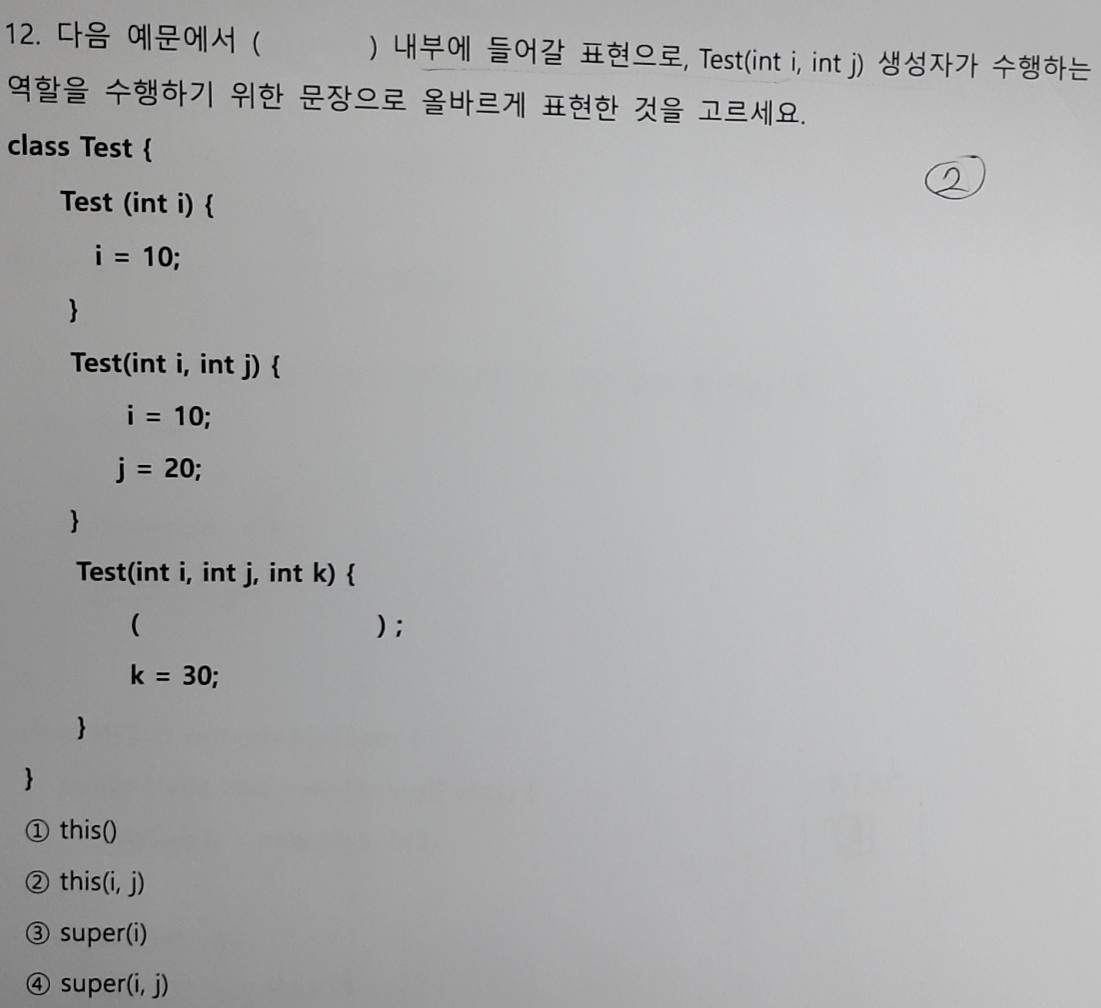 12. 다음 예문에서 ( ) 내부에 들어갈 표현으로, Test(int i, int j) 생성자가 수행하는
역할을 수행하기 위한 문장으로 올바르게 표현한 것을 고르세요.
class Test {
②
Test (int i) {
i = 10;
}
Test(int i, int j) {
i = 10;
j = 20;
}
Test(int i, int j, int k) {
( ) ;
k = 30;
}
}
① this()
② this(i, j)
③ super(i)
④ super(i, j)